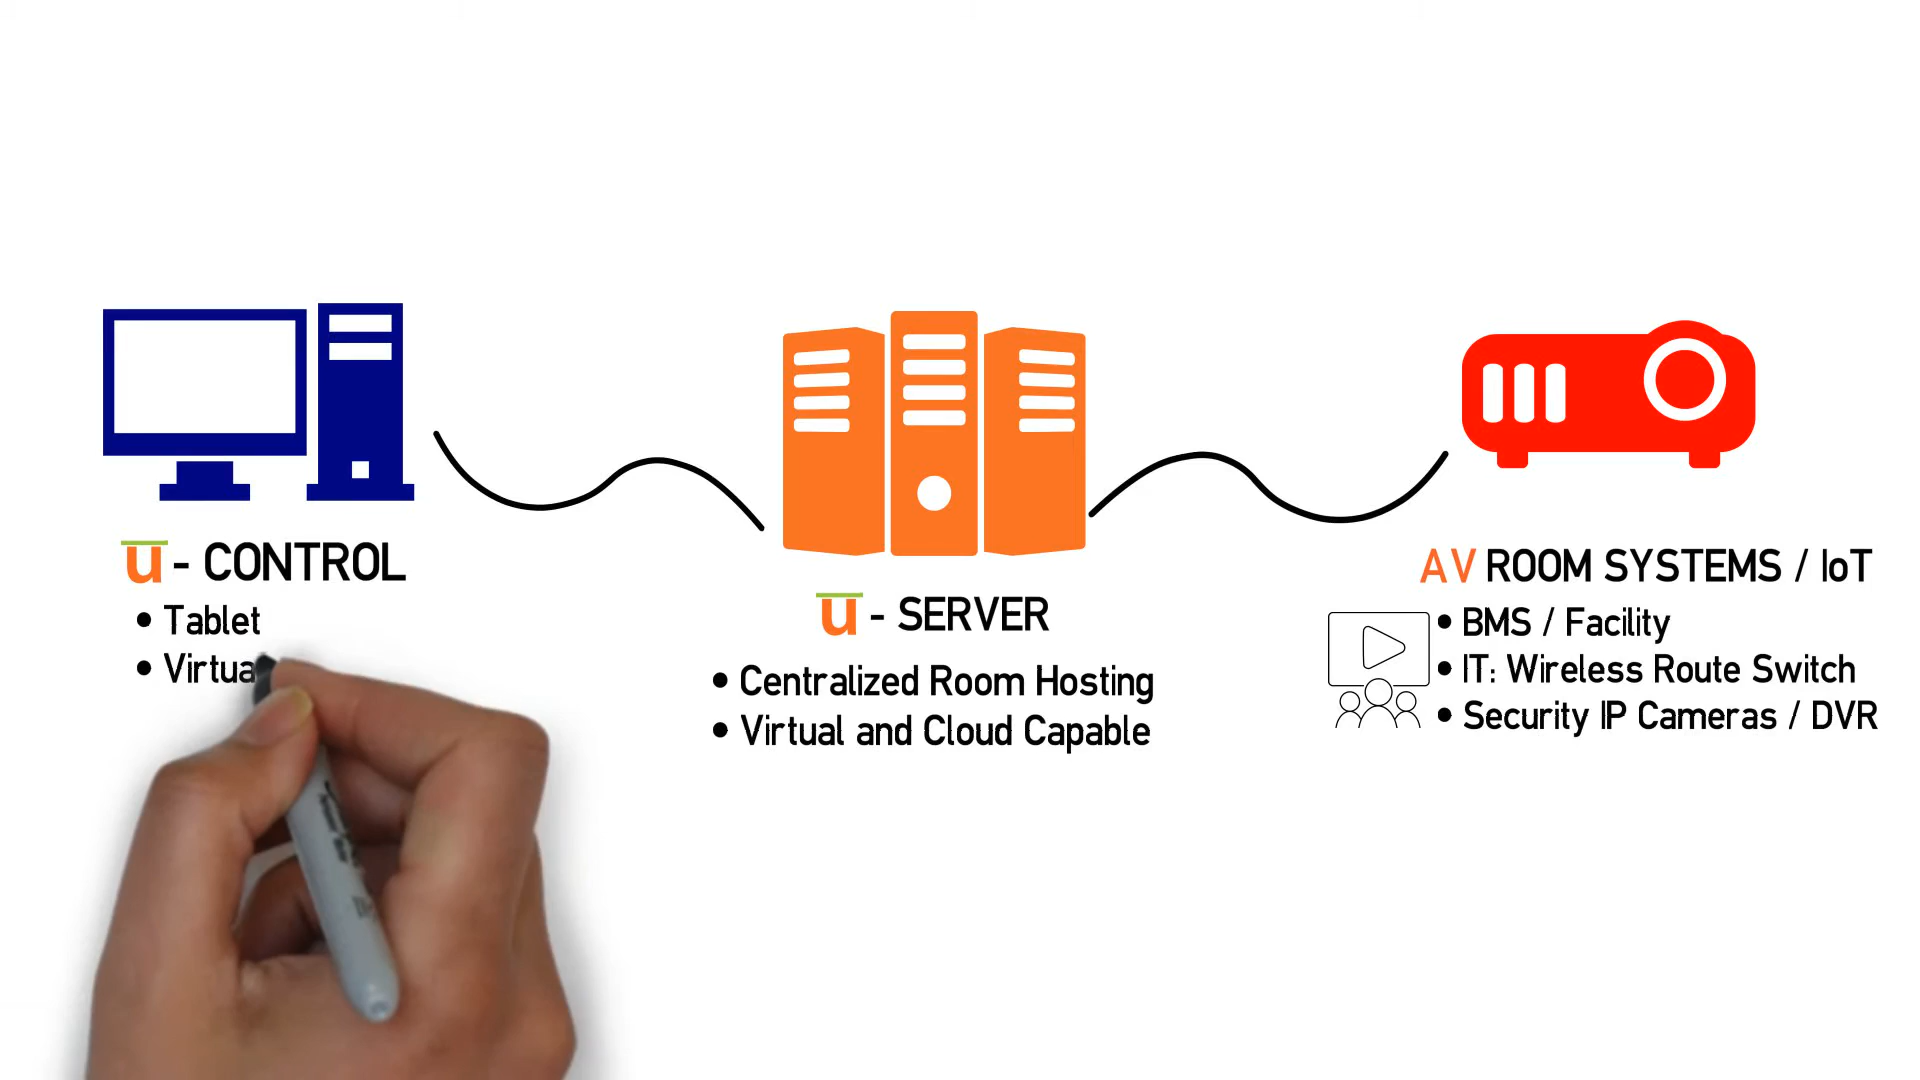 ū - CONTROL
• Tablet
• Virtua
ū - SERVER
• Centralized Room Hosting
• Virtual and Cloud Capable
AV ROOM SYSTEMS / IoT
• BMS / Facility
• IT: Wireless Route Switch
• Security IP Cameras / DVR